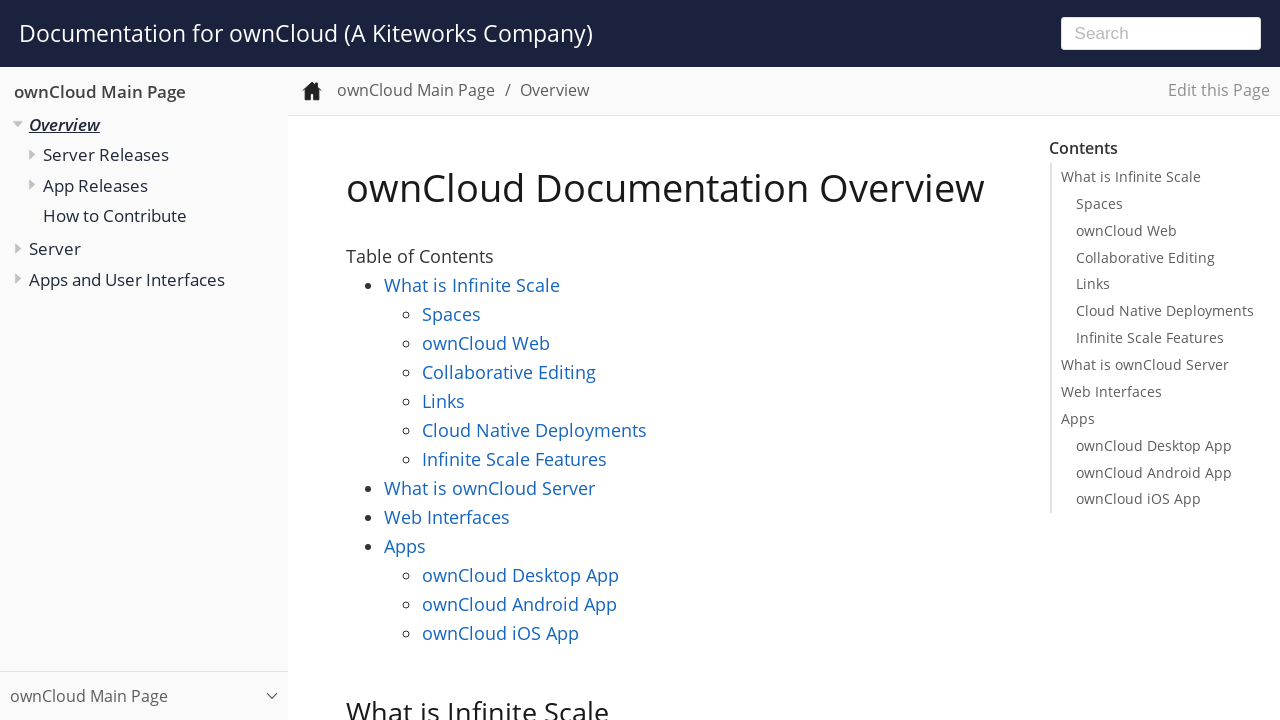 Documentation for ownCloud (A Kiteworks Company)
Search
ownCloud Main Page
Overview
Server Releases
App Releases
How to Contribute
Server
Apps and User Interfaces
ownCloud Main Page
ownCloud Main Page / Overview
Edit this Page
ownCloud Documentation Overview
Table of Contents
What is Infinite Scale
Spaces
ownCloud Web
Collaborative Editing
Links
Cloud Native Deployments
Infinite Scale Features
What is ownCloud Server
Web Interfaces
Apps
ownCloud Desktop App
ownCloud Android App
ownCloud iOS App
What is Infinite Scale
Contents
What is Infinite Scale
Spaces
ownCloud Web
Collaborative Editing
Links
Cloud Native Deployments
Infinite Scale Features
What is ownCloud Server
Web Interfaces
Apps
ownCloud Desktop App
ownCloud Android App
ownCloud iOS App